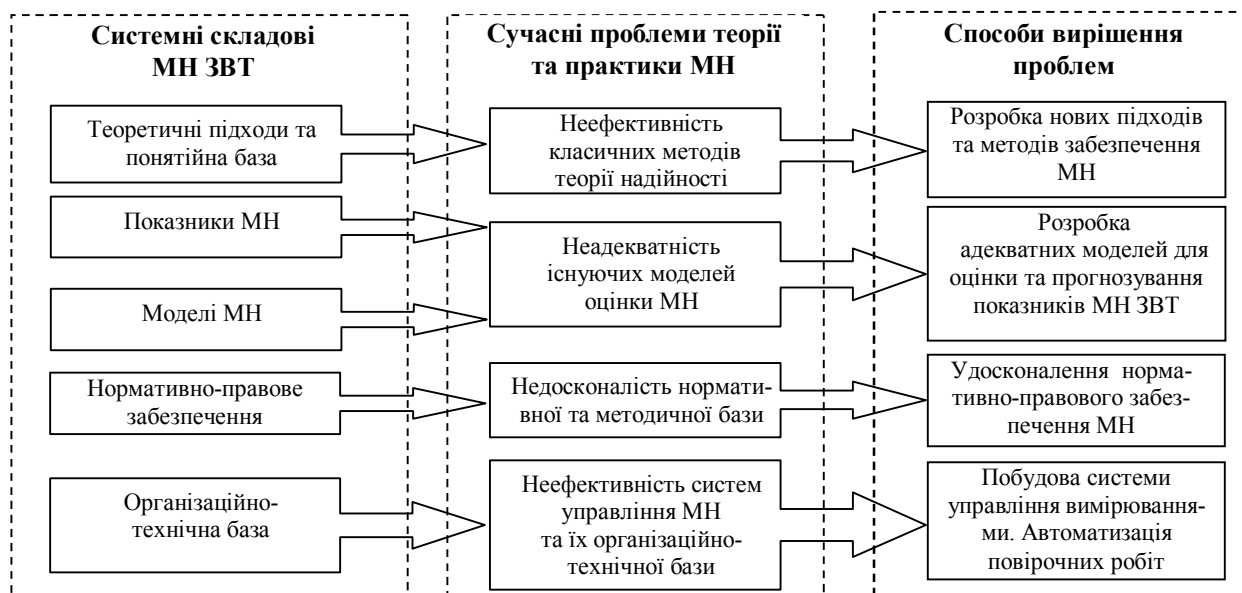 Системні складові
МН ЗВТ
Теоретичні підходи та
понятійна база
Показники МН
Моделі МН
Нормативно-правове
забезпечення
Організаційно-
технічна база
Сучасні проблеми теорії
та практики МН
Неефективність
класичних методів
теорії надійності
Неадекватність
існуючих моделей
оцінки МН
Недосконалість нормати-
вної та методичної бази
Неефективність систем
управління МН
та їх організаційно-
технічної бази
Способи вирішення
проблем
Розробка нових підходів
та методів забезпечення
МН
Розробка
адекватних моделей для
оцінки та прогнозування
показників МН ЗВТ
Удосконалення норма-
тивно-правового забез-
печення МН
Побудова системи
управління вимірювання-
ми. Автоматизація
повірочних робіт